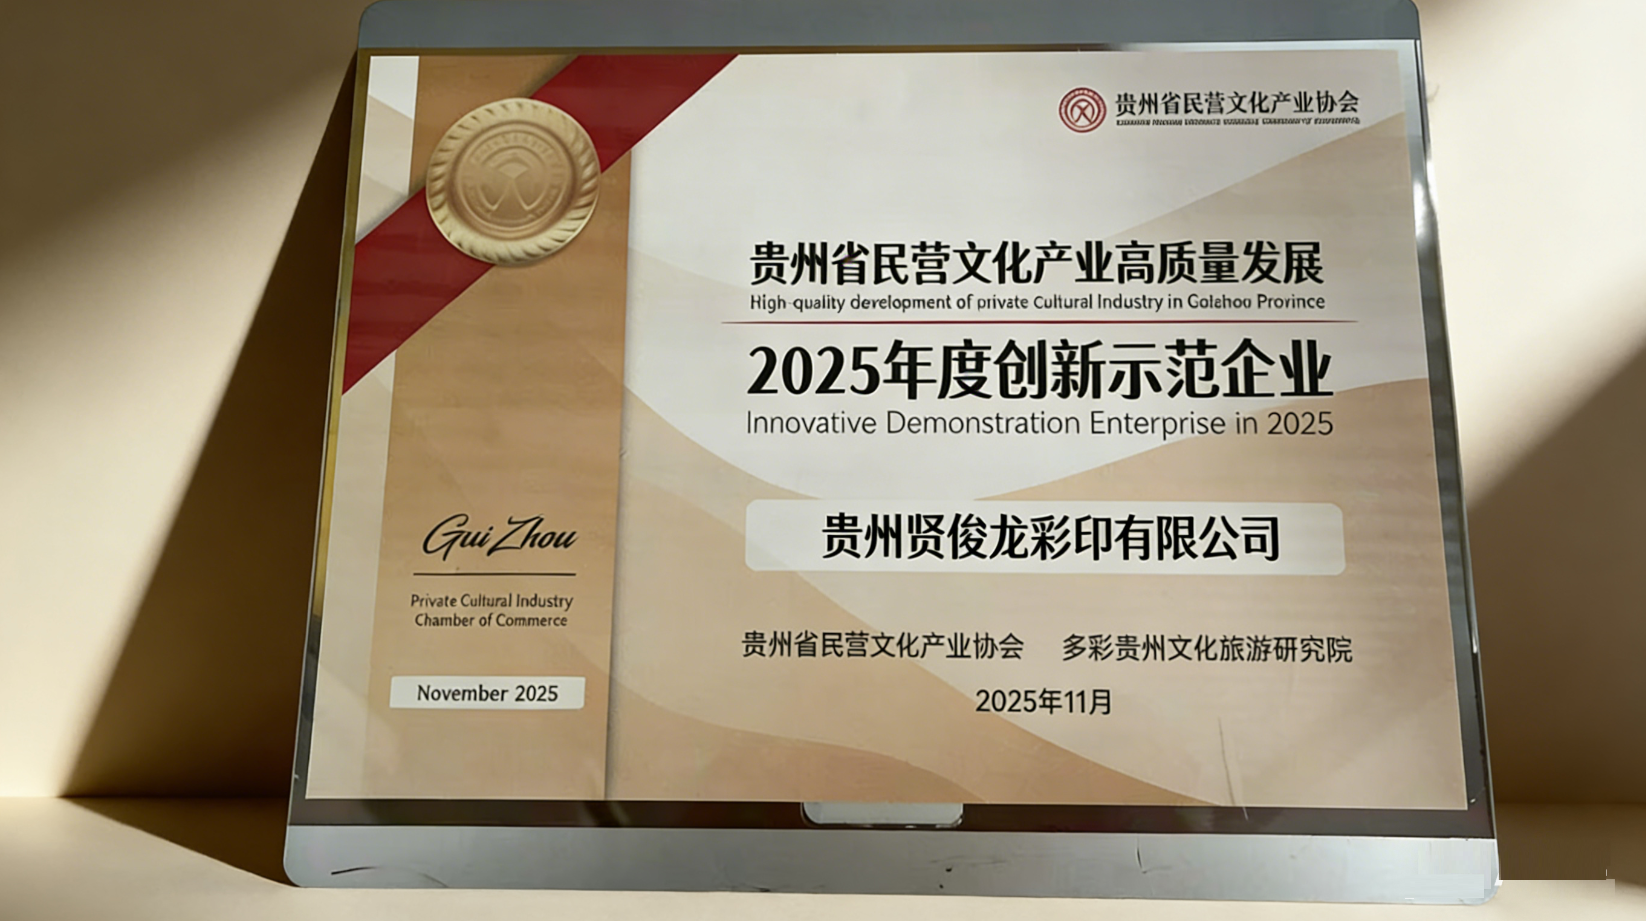 贵州省民营文化产业协会
贵州省民营文化产业高质量发展
High-quality development of private Cultural Industry in Golehoo Province
2025年度创新示范企业
Innovative Demonstration Enterprise in 2025
贵州贤俊龙彩印有限公司
贵州省民营文化产业协会 多彩贵州文化旅游研究院
2025年11月
Gui Zhou
Private Cultural Industry
Chamber of Commerce
November 2025